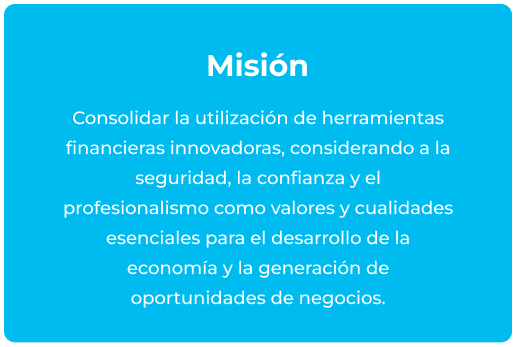 Misión
Consolidar la utilización de herramientas
financieras innovadoras, considerando a la
seguridad, la confianza y el
profesionalismo como valores y cualidades
esenciales para el desarrollo de la
economía y la generación de
oportunidades de negocios.